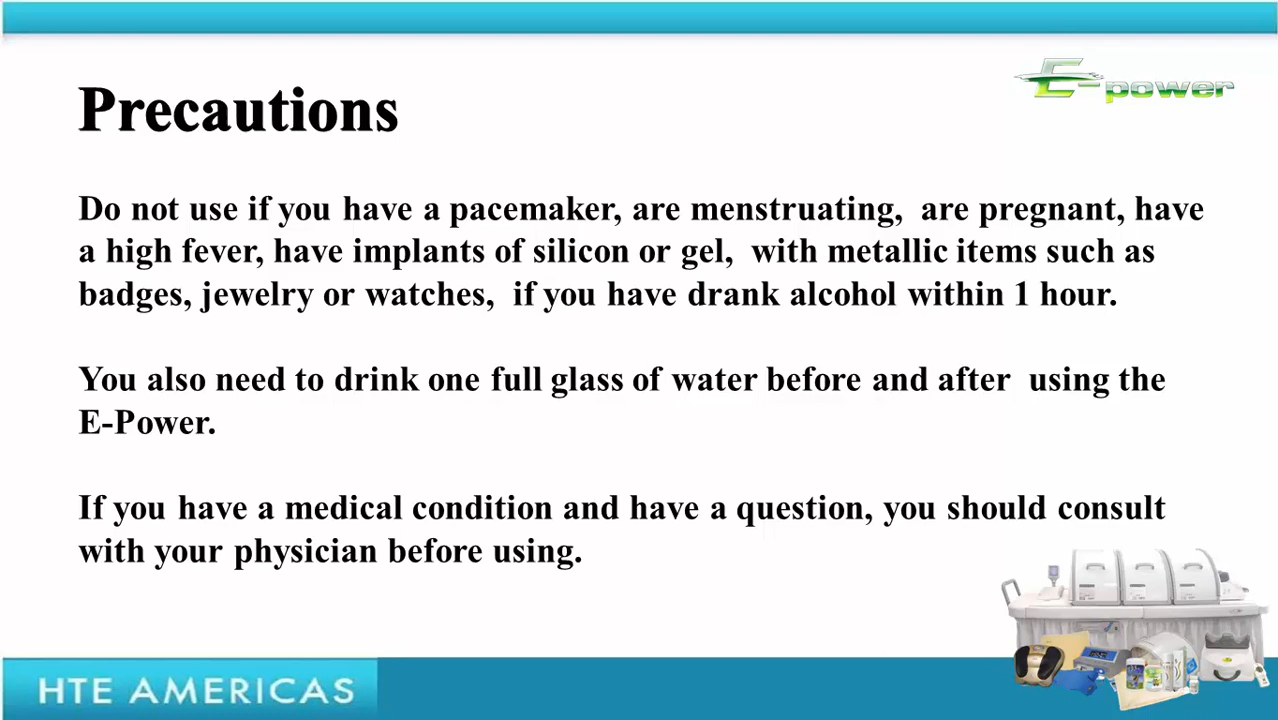 E-power
Precautions
Do not use if you have a pacemaker, are menstruating, are pregnant, have
a high fever, have implants of silicon or gel, with metallic items such as
badges, jewelry or watches, if you have drank alcohol within 1 hour.
You also need to drink one full glass of water before and after using the
E-Power.
If you have a medical condition and have a question, you should consult
with your physician before using.
HTE AMERICAS